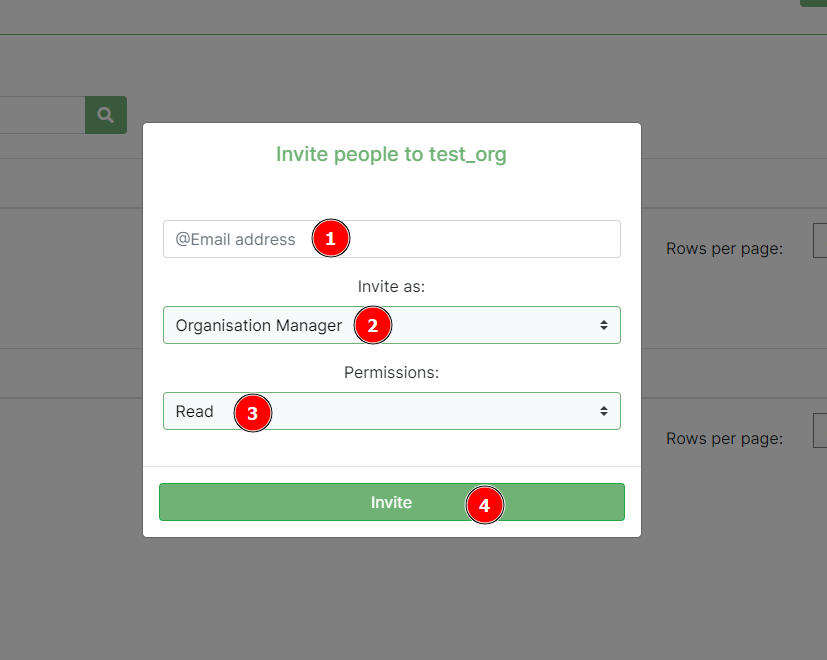 Invite people to test_org
@Email address 1
Rows per page:
Invite as:
Organisation Manager 2
Permissions:
Read 3
Rows per page:
Invite 4